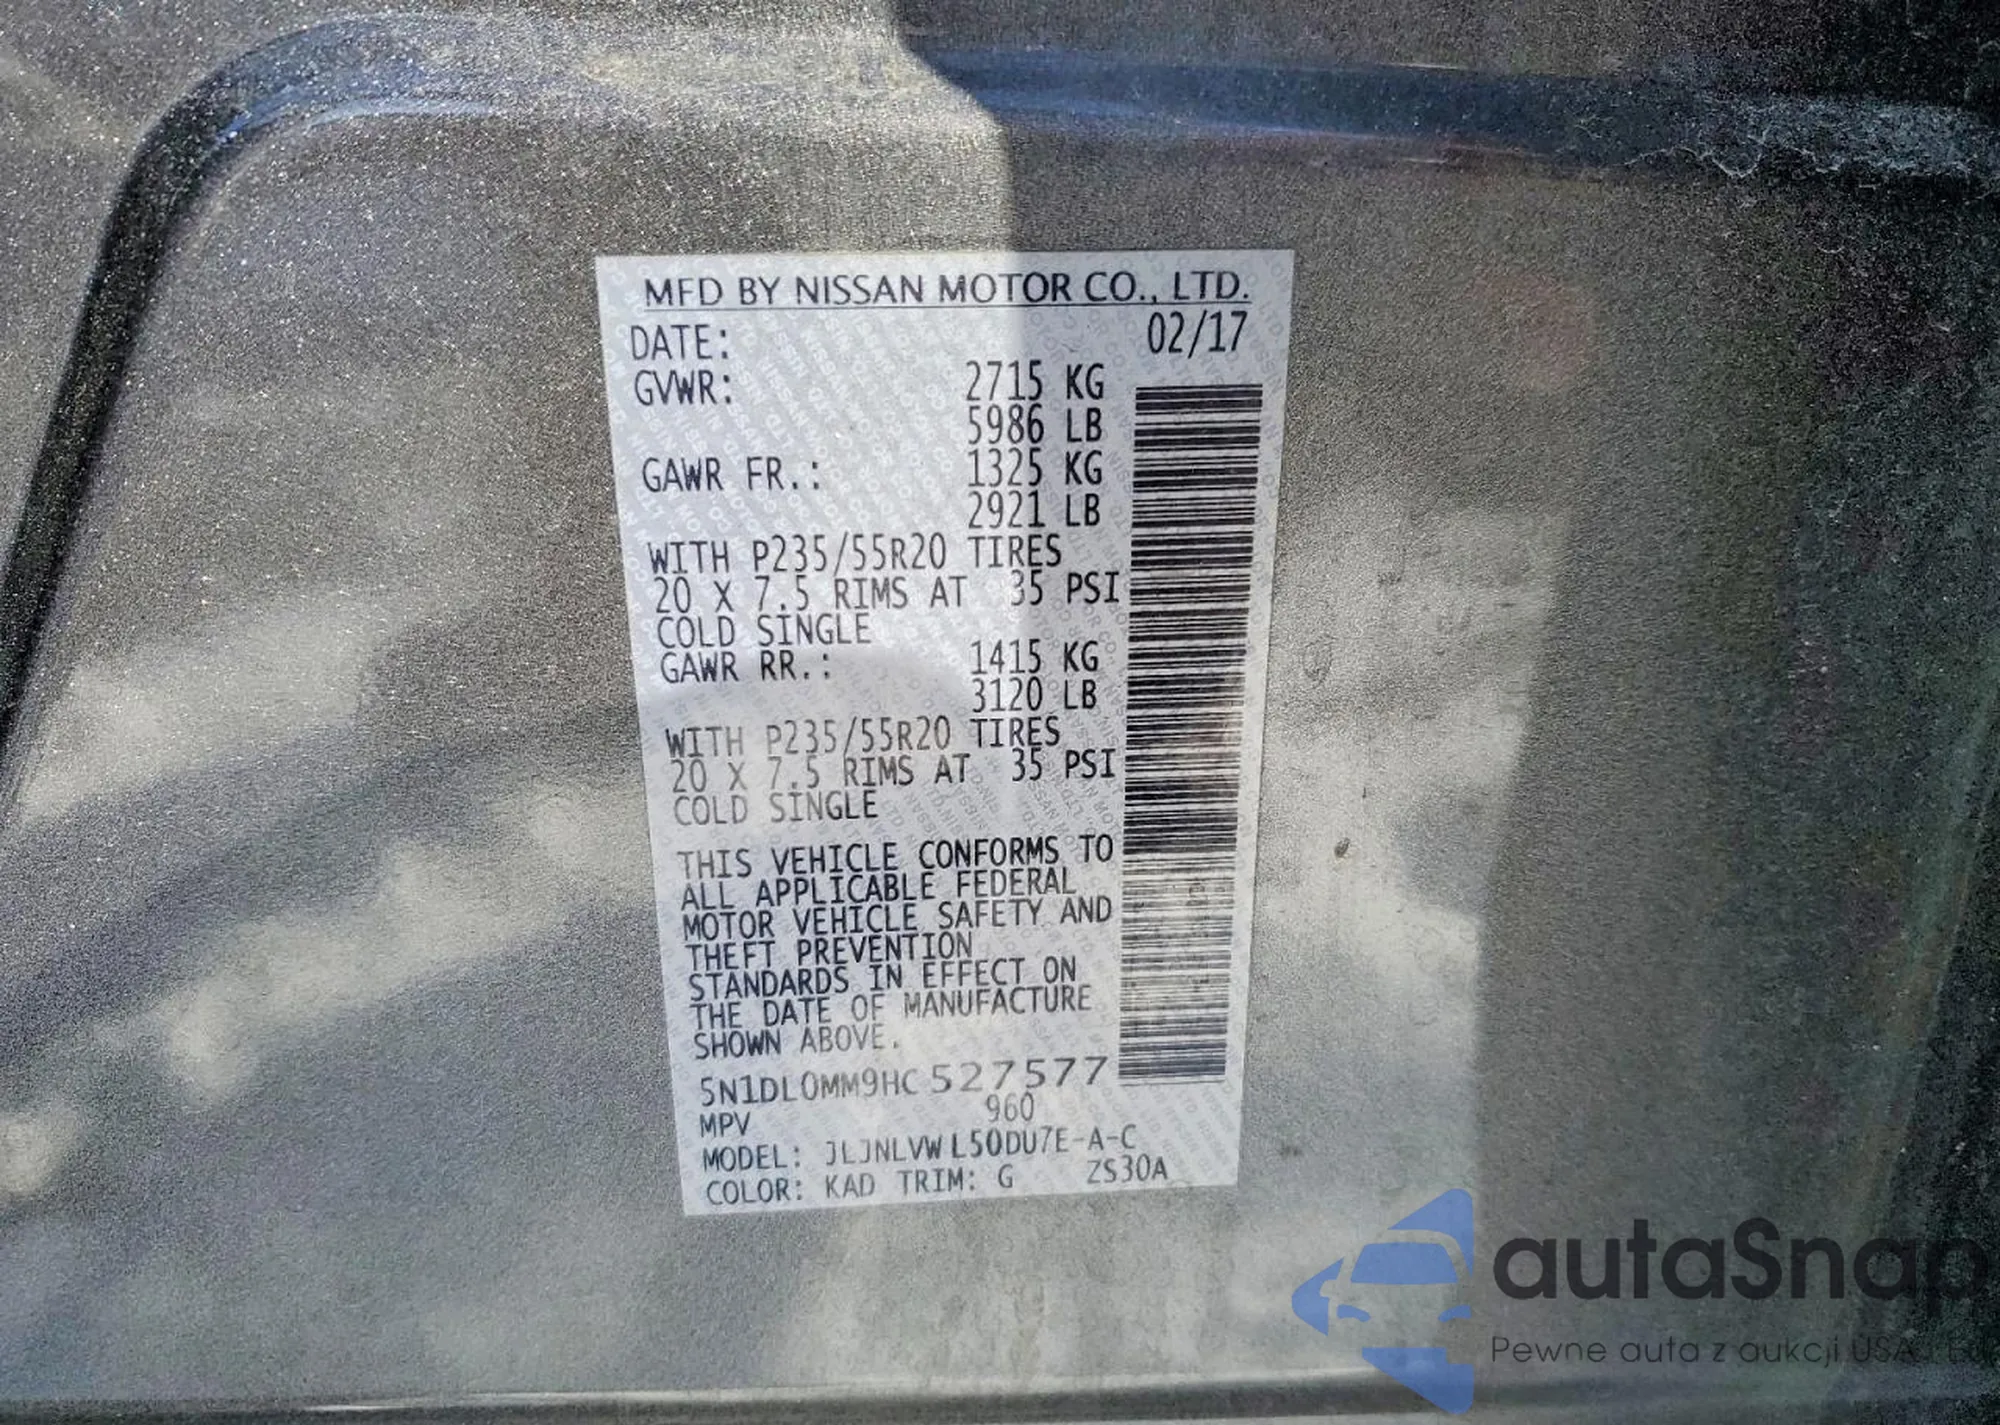 MFD BY NISSAN MOTOR CO., LTD.
DATE: 02/17
GVWR: 2715 KG
5986 LB
GAWR FR.: 1325 KG
2921 LB
WITH P235/55R20 TIRES
20 X 7.5 RIMS AT 35 PSI
COLD SINGLE
GAWR RR.: 1415 KG
3120 LB
WITH P235/55R20 TIRES
20 X 7.5 RIMS AT 35 PSI
COLD SINGLE
THIS VEHICLE CONFORMS TO
ALL APPLICABLE FEDERAL
MOTOR VEHICLE SAFETY AND
THEFT PREVENTION
STANDARDS IN EFFECT ON
THE DATE OF MANUFACTURE
SHOWN ABOVE.
5N1DL0MM9HC527577
MPV 960
MODEL: JLJNLVW L50DU7E-A-C
COLOR: KAD TRIM: G ZS30A
autaSnap
Pewne auta z aukcji USA